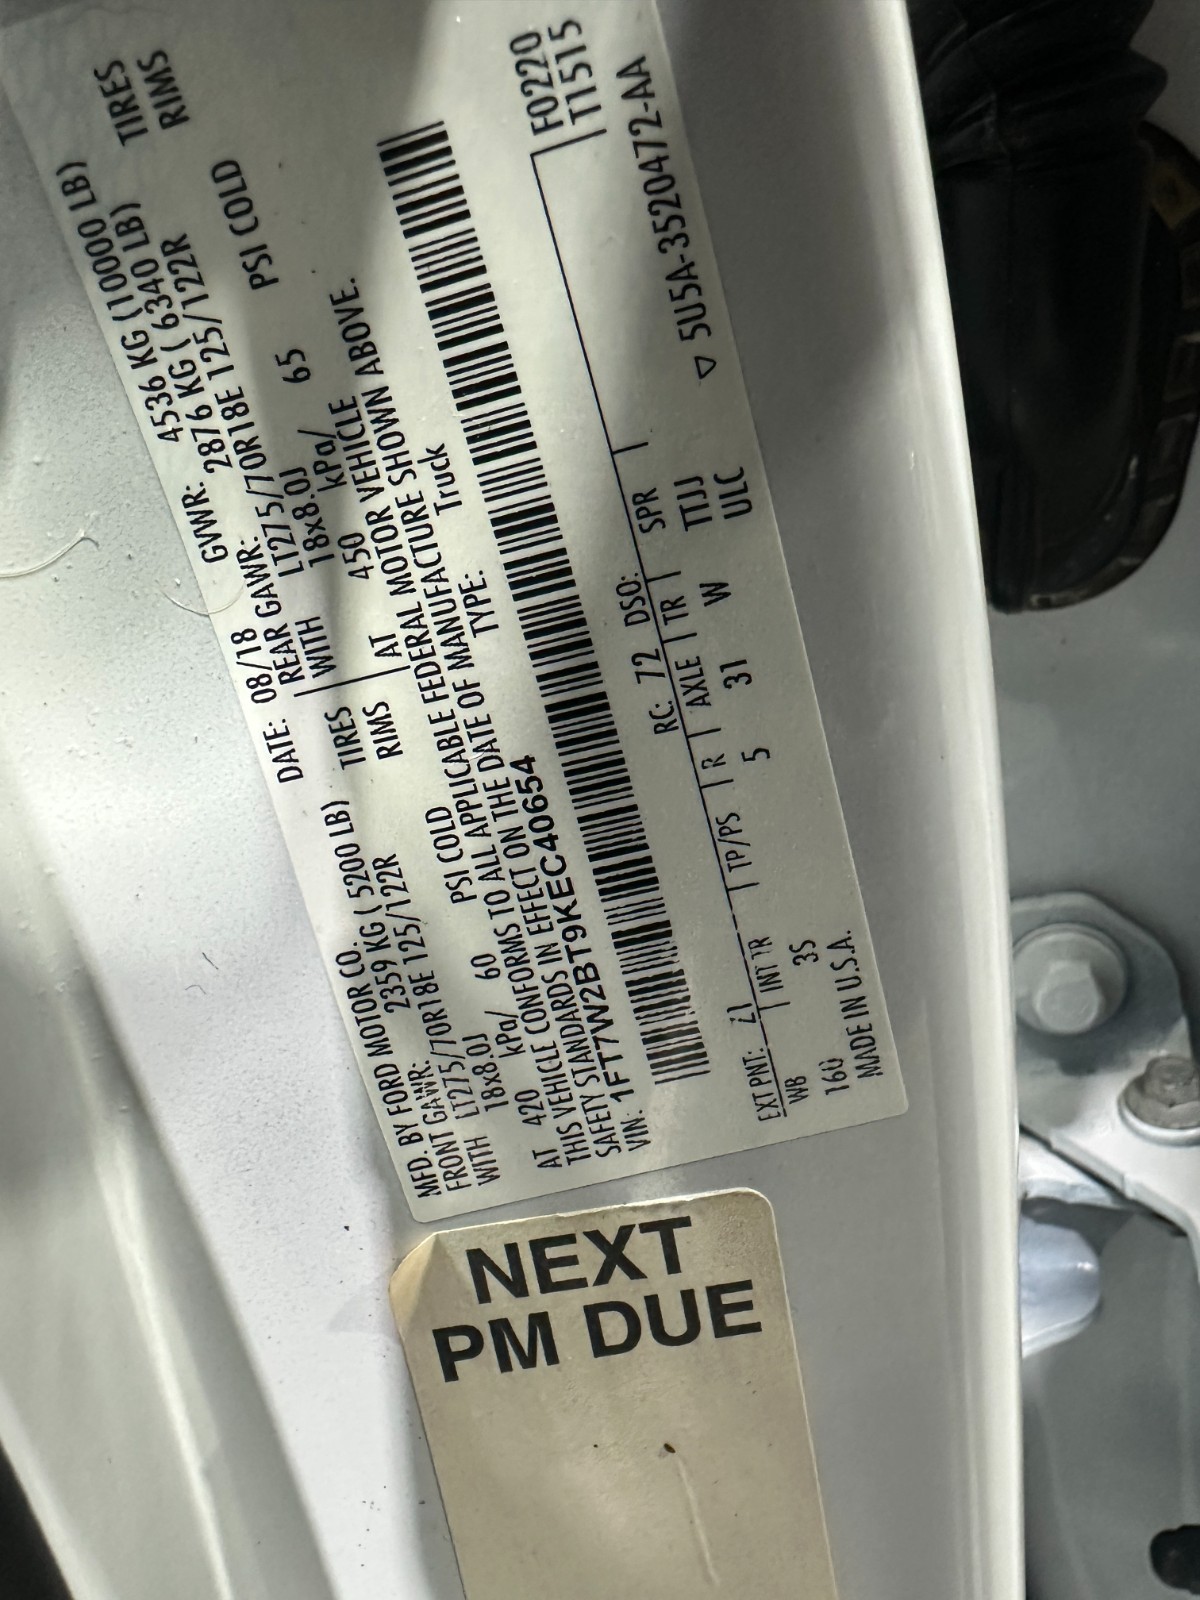 MFD. BY FORD MOTOR CO.
DATE: 08/18 GVWR: 4536 KG (10000 LB)
FRONT GAWR: 2359 KG ( 5200 LB) REAR GAWR: 2876 KG ( 6340 LB)
LT275/70R18E 125/122R TIRES LT275/70R18E 125/122R TIRES
WITH 18x8.0J RIMS WITH 18x8.0J RIMS
AT 420 kPa/ 60 PSI COLD AT 450 kPa/ 65 PSI COLD
THIS VEHICLE CONFORMS TO ALL APPLICABLE FEDERAL MOTOR VEHICLE
SAFETY STANDARDS IN EFFECT ON THE DATE OF MANUFACTURE SHOWN ABOVE.
VIN: 1FT7W2BT9KEC40654 TYPE: Truck
F0220
T1515
EXT PNT: Z1 RC: 72 DSO:
WB INT TR TP/PS R AXLE TR SPR
160 3S 5 31 W TTJJ
ULC
MADE IN U.S.A. ▽ 5U5A-3520472-AA
NEXT
PM DUE